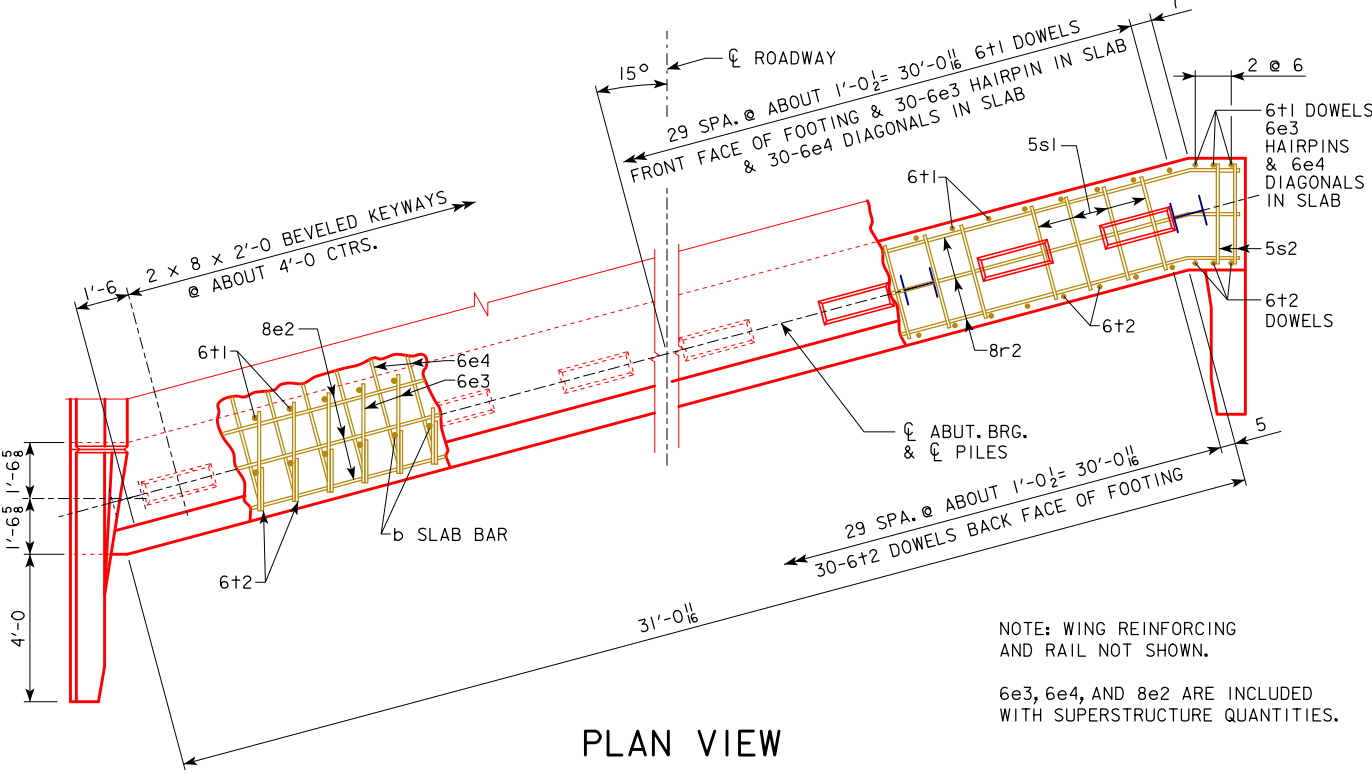 7
℄ ROADWAY
15°
29 SPA. @ ABOUT 1'-0½= 30'-0 11/16 6t1 DOWELS
FRONT FACE OF FOOTING & 30-6e3 HAIRPIN IN SLAB
& 30-6e4 DIAGONALS IN SLAB
2 @ 6
6t1 DOWELS
6e3
HAIRPINS
& 6e4
DIAGONALS
IN SLAB
5s1
6t1
5s2
6t2
DOWELS
6t2
8r2
1'-6
2 x 8 x 2'-0 BEVELED KEYWAYS
@ ABOUT 4'-0 CTRS.
8e2
6t1
6e4
6e3
℄ ABUT. BRG.
& ℄ PILES
b SLAB BAR
6t2
1'-6 5/8
1'-6 5/8
4'-0
5
29 SPA. @ ABOUT 1'-0½= 30'-0 11/16
30-6t2 DOWELS BACK FACE OF FOOTING
31'-0 11/16
NOTE: WING REINFORCING
AND RAIL NOT SHOWN.
6e3, 6e4, AND 8e2 ARE INCLUDED
WITH SUPERSTRUCTURE QUANTITIES.
PLAN VIEW